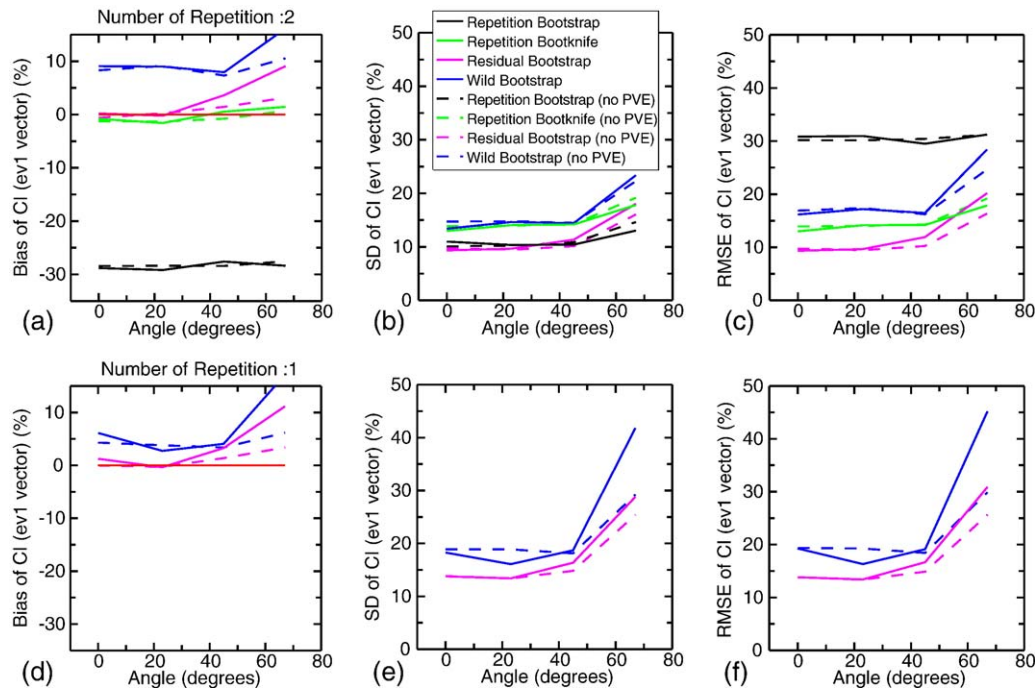 Number of Repetition :2
Bias of CI (ev1 vector) (%)
10
0
-10
-20
-30
0 20 40 60 80
(a) Angle (degrees)
SD of CI (ev1 vector) (%)
50
40
30
20
10
0
Repetition Bootstrap
Repetition Bootknife
Residual Bootstrap
Wild Bootstrap
Repetition Bootstrap (no PVE)
Repetition Bootknife (no PVE)
Residual Bootstrap (no PVE)
Wild Bootstrap (no PVE)
0 20 40 60 80
(b) Angle (degrees)
RMSE of CI (ev1 vector) (%)
50
40
30
20
10
0
0 20 40 60 80
(c) Angle (degrees)
Number of Repetition :1
Bias of CI (ev1 vector) (%)
10
0
-10
-20
-30
0 20 40 60 80
(d) Angle (degrees)
SD of CI (ev1 vector) (%)
50
40
30
20
10
0
0 20 40 60 80
(e) Angle (degrees)
RMSE of CI (ev1 vector) (%)
50
40
30
20
10
0
0 20 40 60 80
(f) Angle (degrees)